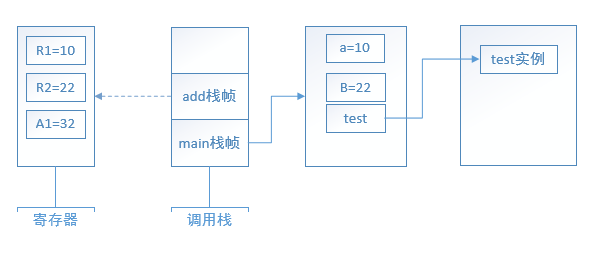 R1=10
R2=22
A1=32
寄存器
add栈帧
main栈帧
调用栈
a=10
B=22
test
test实例